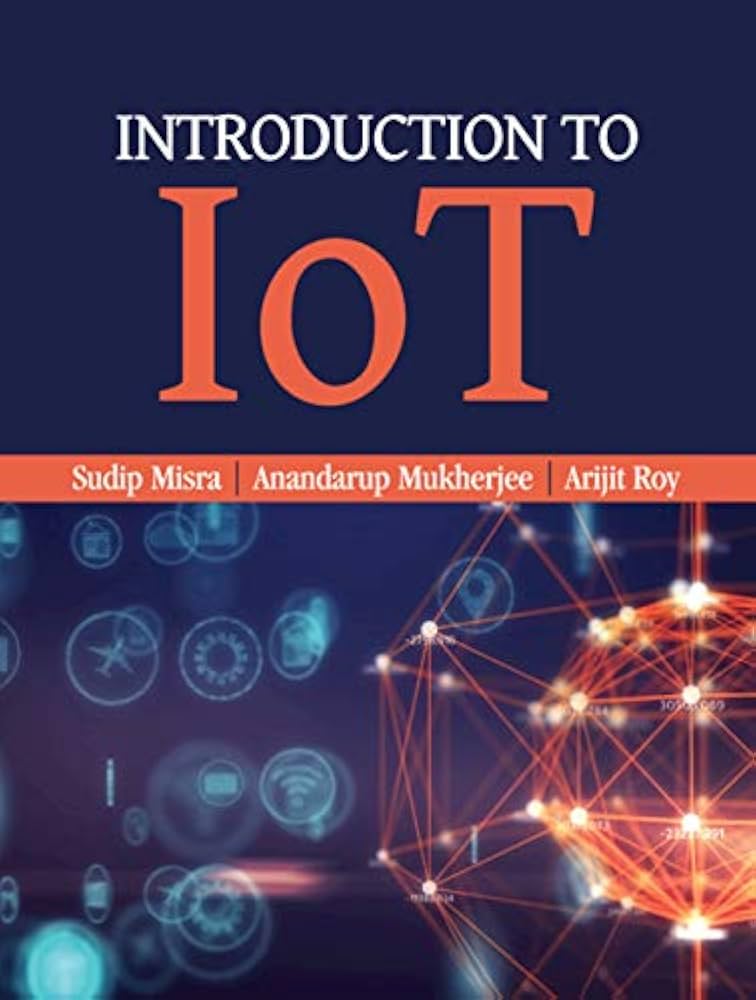 INTRODUCTION TO
IoT
Sudip Misra | Anandarup Mukherjee | Arijit Roy